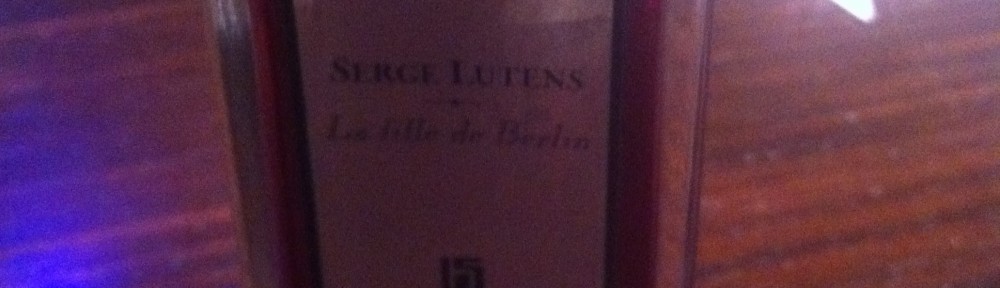 SERGE LUTENS
La fille de Berlin